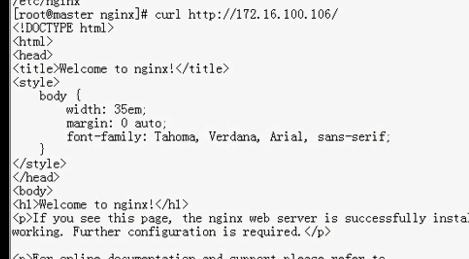 /etc/nginx
[root@master nginx]# curl http://172.16.100.106/
<!DOCTYPE html>
<html>
<head>
<title>Welcome to nginx!</title>
<style>
    body {
        width: 35em;
        margin: 0 auto;
        font-family: Tahoma, Verdana, Arial, sans-serif;
    }
</style>
</head>
<body>
<h1>Welcome to nginx!</h1>
<p>If you see this page, the nginx web server is successfully instal
working. Further configuration is required.</p>
<p>For online documentation and support please refer to